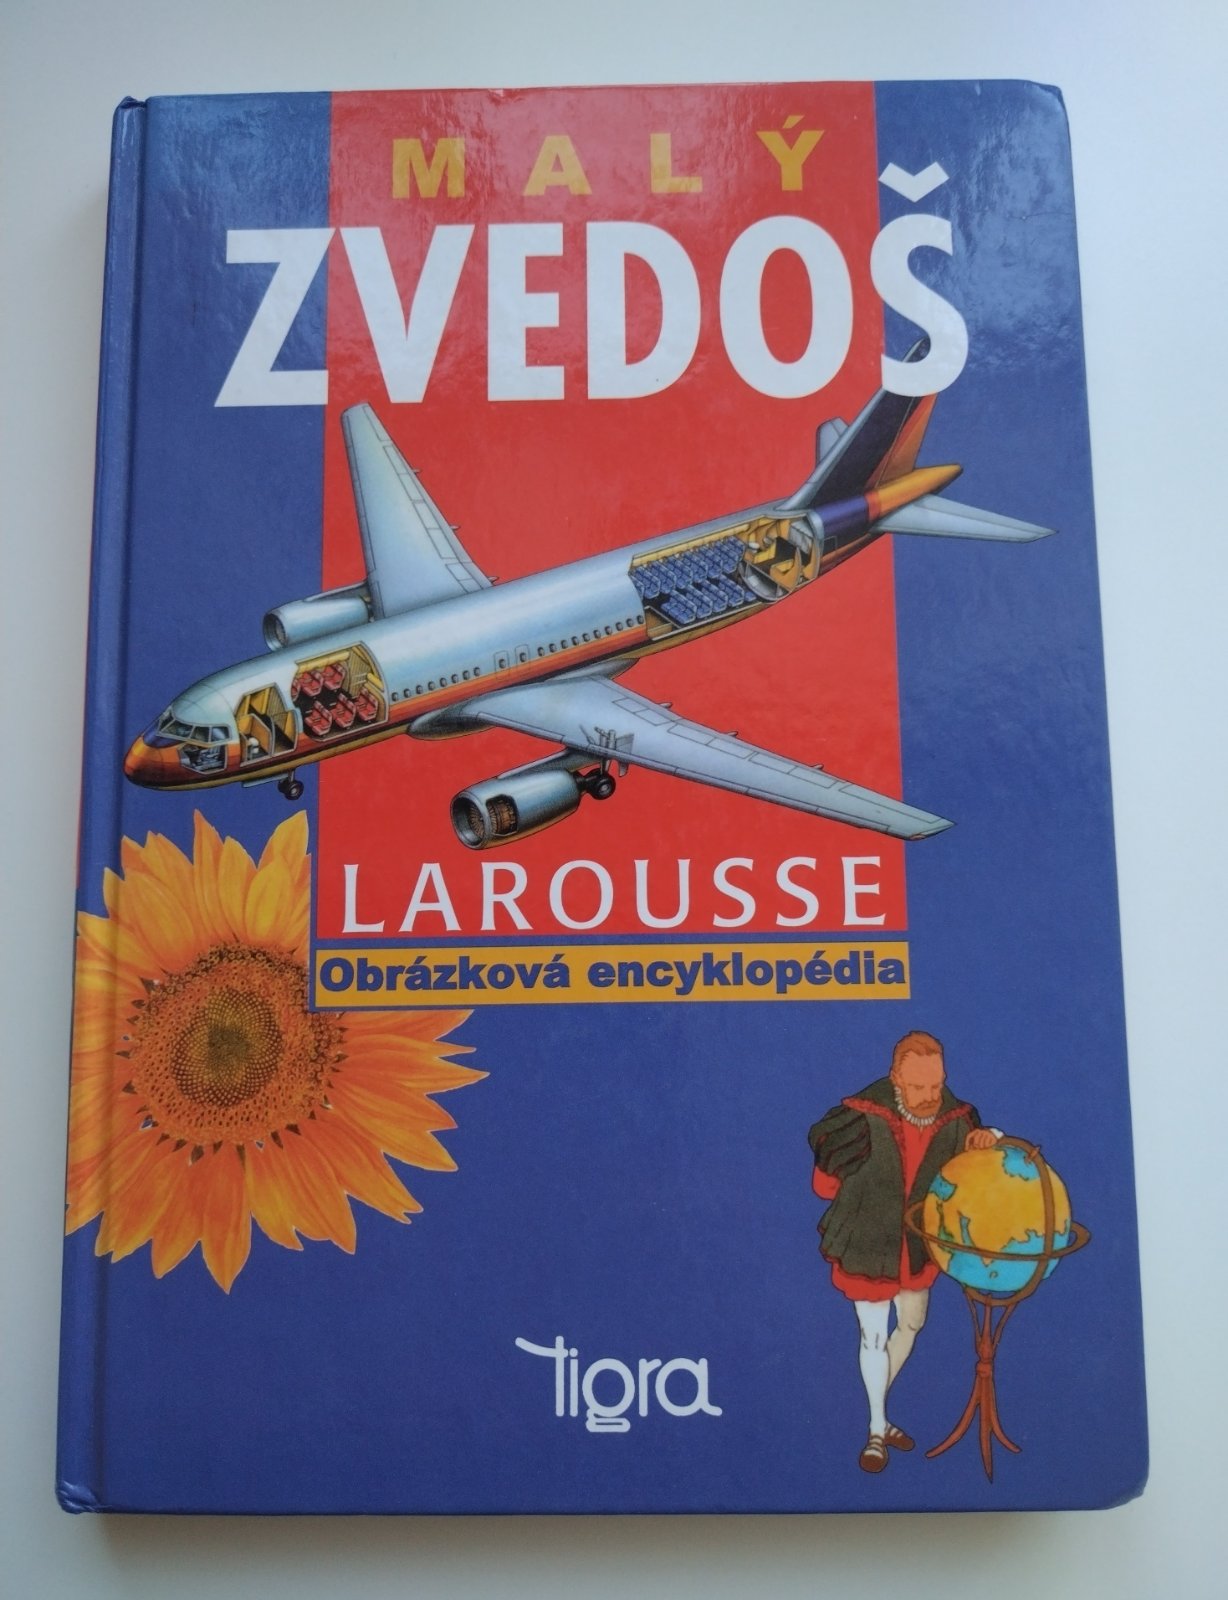 MALÝ
ZVEDOŠ
LAROUSSE
Obrázková encyklopédia
tigra